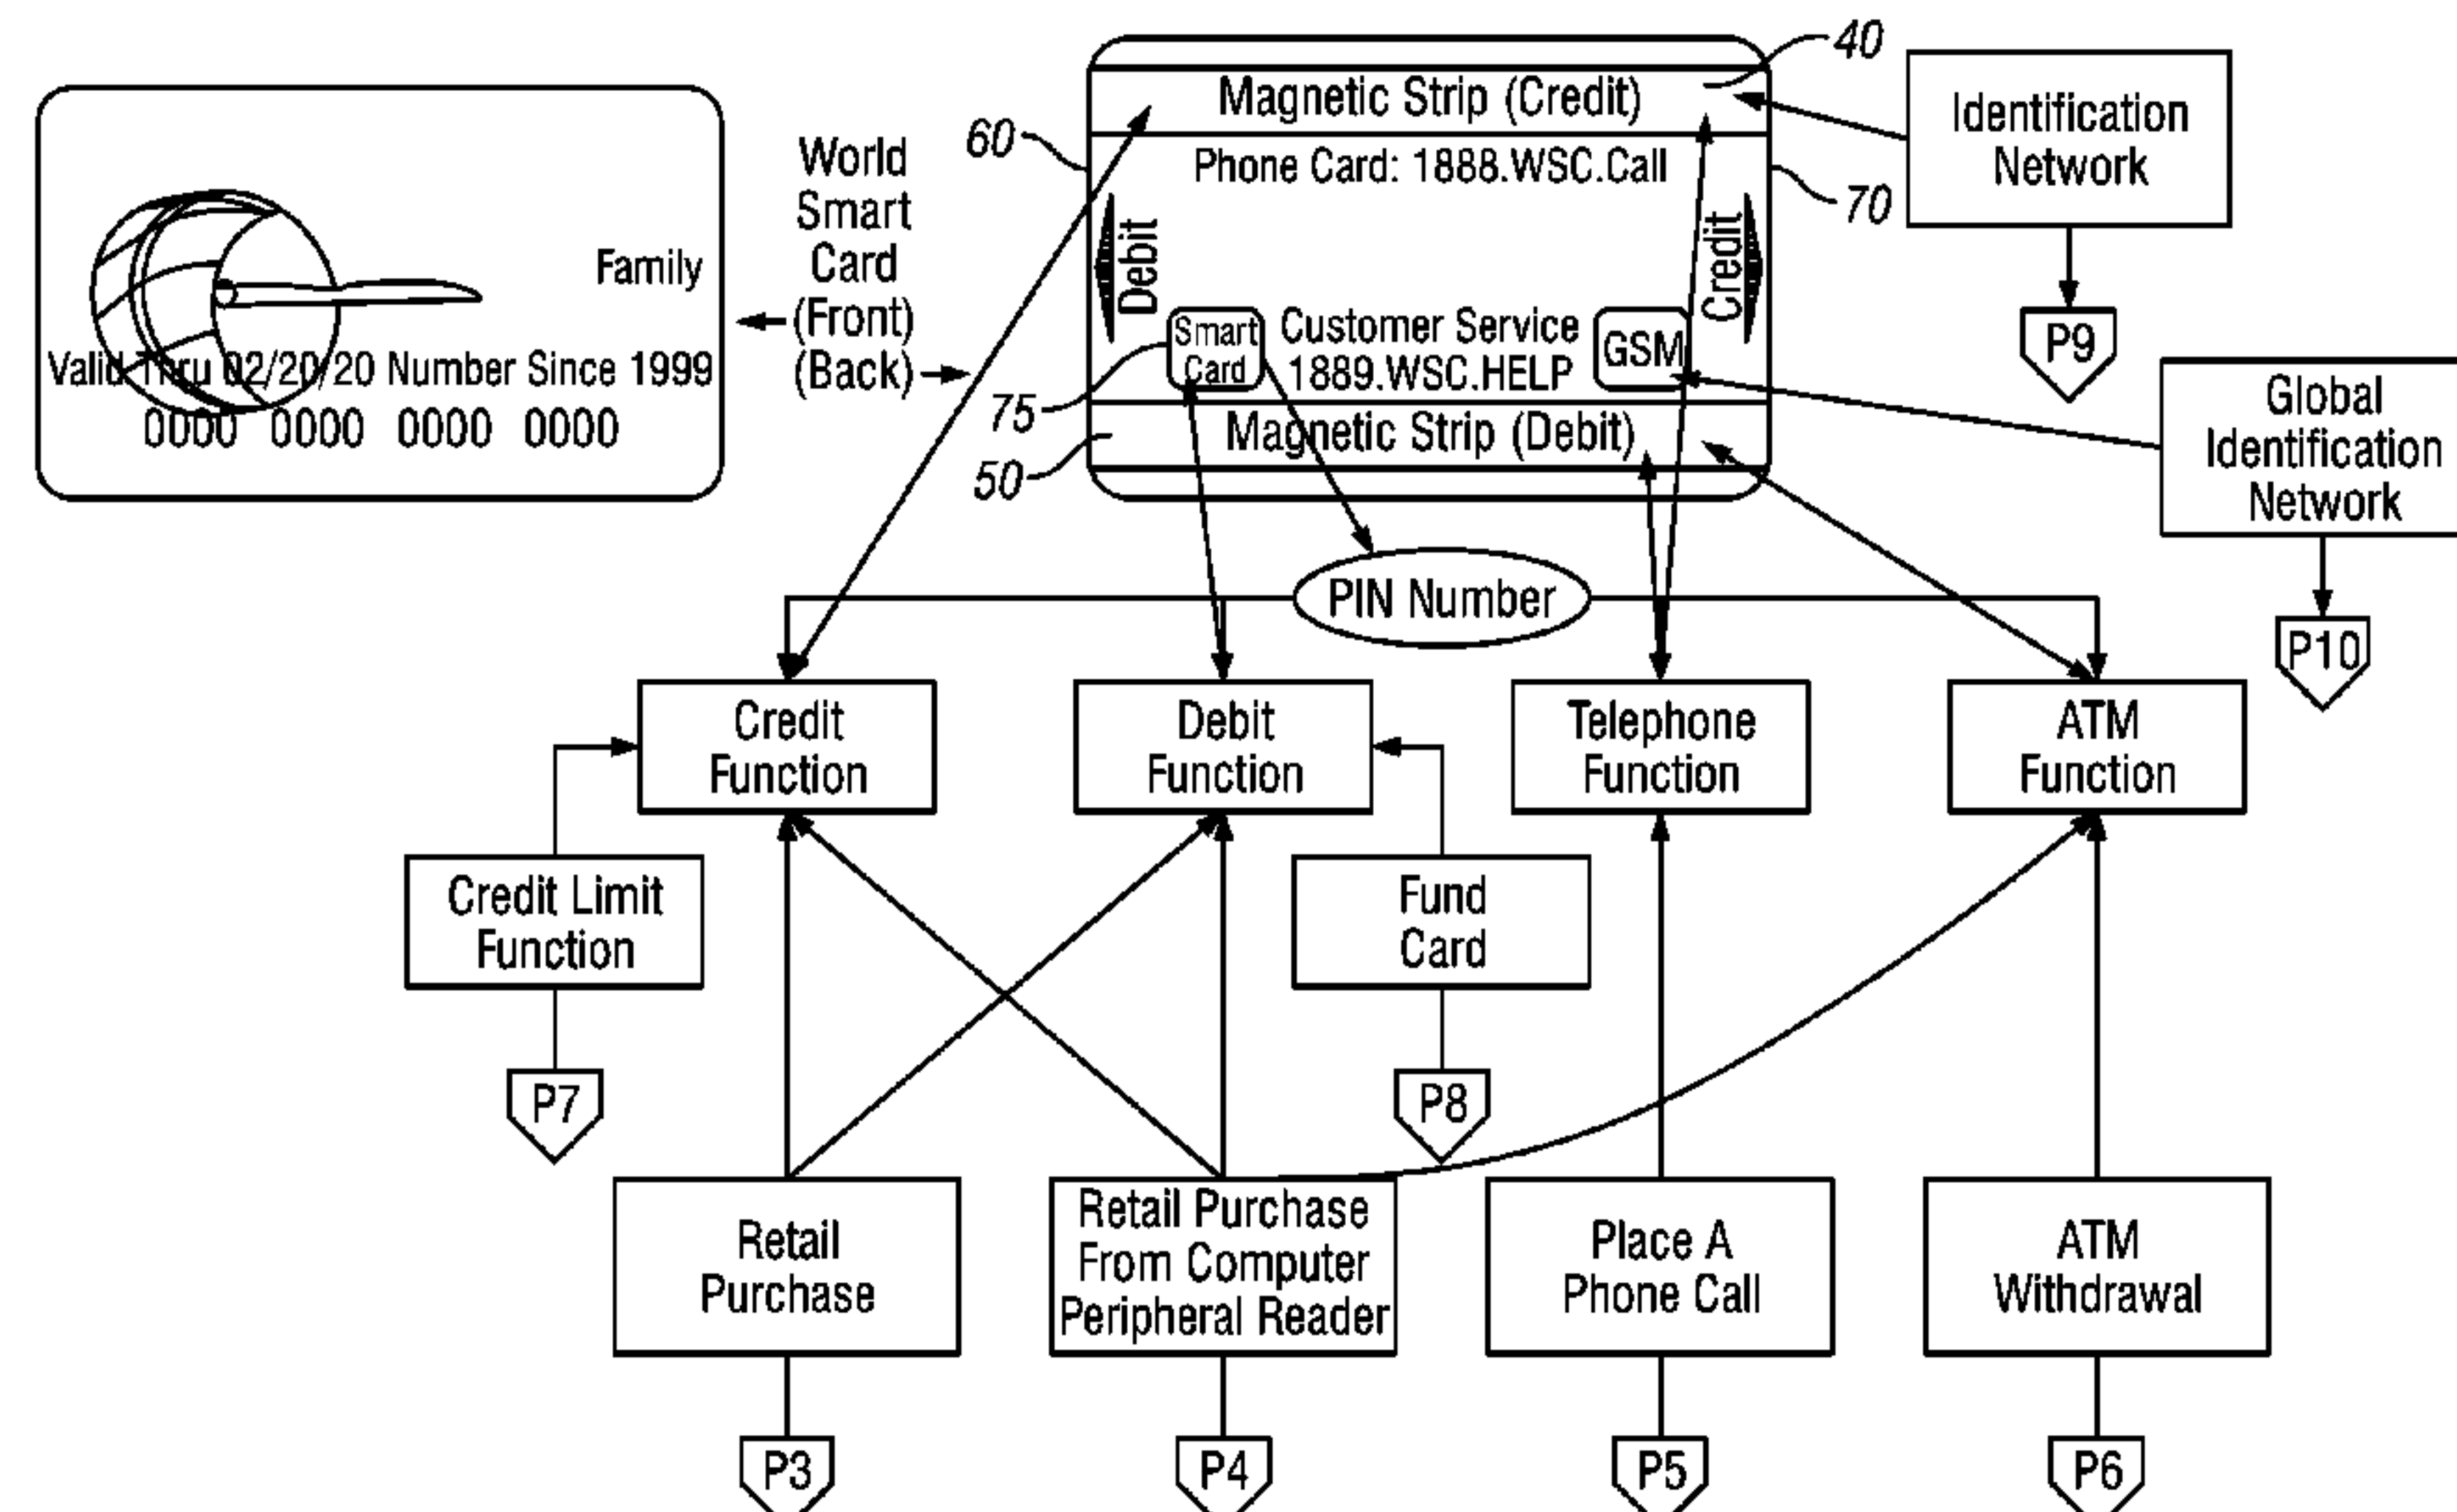 Family
Valid Thru 02/20/20 Number Since 1999
0000 0000 0000 0000
World
Smart
Card
(Front)
(Back)
40
60
70
75
50
Magnetic Strip (Credit)
Phone Card: 1888.WSC.Call
Debit
Credit
Smart
Card
Customer Service
1889.WSC.HELP
GSM
Magnetic Strip (Debit)
Identification
Network
P9
Global
Identification
Network
P10
PIN Number
Credit
Function
Debit
Function
Telephone
Function
ATM
Function
Credit Limit
Function
Fund
Card
P7
P8
Retail
Purchase
Retail Purchase
From Computer
Peripheral Reader
Place A
Phone Call
ATM
Withdrawal
P3
P4
P5
P6